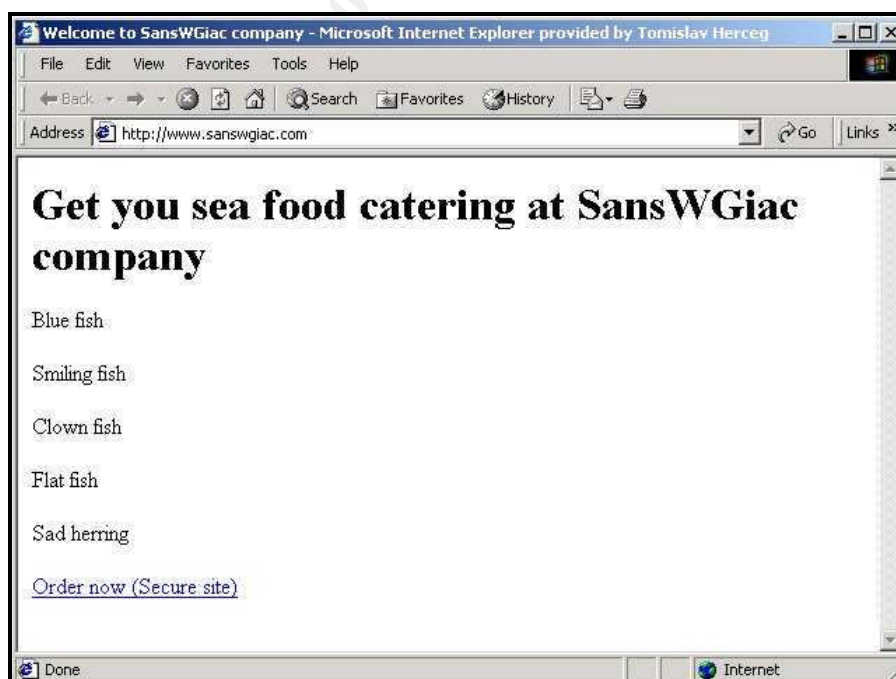 Welcome to SansWGiac company - Microsoft Internet Explorer provided by Tomislav Herceg
File Edit View Favorites Tools Help
Back Search Favorites History
Address http://www.sanswgiac.com Go Links »
Get you sea food catering at SansWGiac
company
Blue fish
Smiling fish
Clown fish
Flat fish
Sad herring
Order now (Secure site)
Done Internet